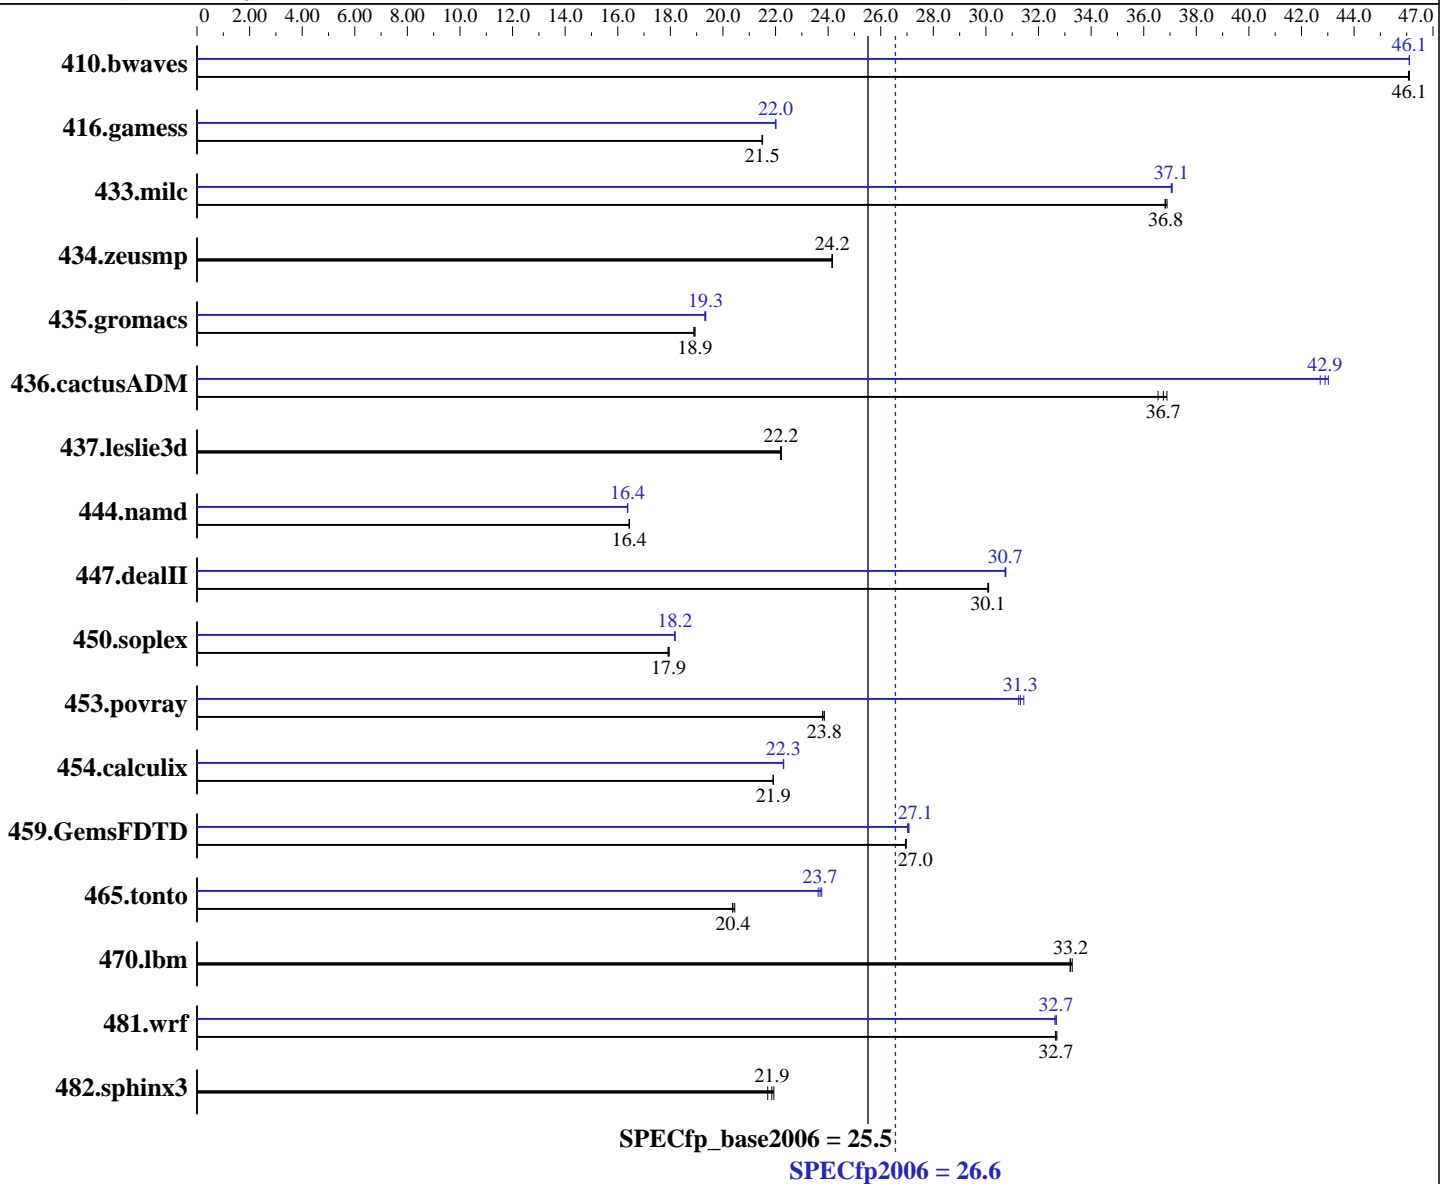 0 2.00 4.00 6.00 8.00 10.0 12.0 14.0 16.0 18.0 20.0 22.0 24.0 26.0 28.0 30.0 32.0 34.0 36.0 38.0 40.0 42.0 44.0 47.0
46.1
410.bwaves
46.1
22.0
416.gamess
21.5
37.1
433.milc
36.8
24.2
434.zeusmp
19.3
435.gromacs
18.9
42.9
436.cactusADM
36.7
22.2
437.leslie3d
16.4
444.namd
16.4
30.7
447.dealII
30.1
18.2
450.soplex
17.9
31.3
453.povray
23.8
22.3
454.calculix
21.9
27.1
459.GemsFDTD
27.0
23.7
465.tonto
20.4
33.2
470.lbm
32.7
481.wrf
32.7
21.9
482.sphinx3
SPECfp_base2006 = 25.5
SPECfp2006 = 26.6